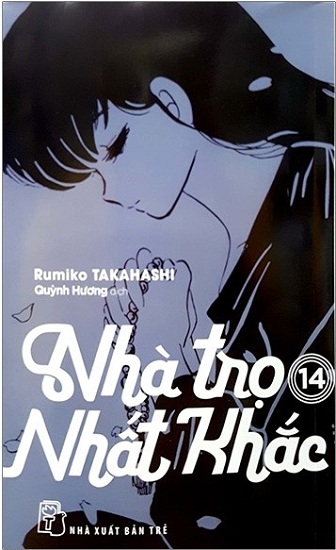 Rumiko TAKAHASHI
Quỳnh Hương dịch
Nhà trọ 14
Nhất Khắc
T
NHÀ XUẤT BẢN TRẺ